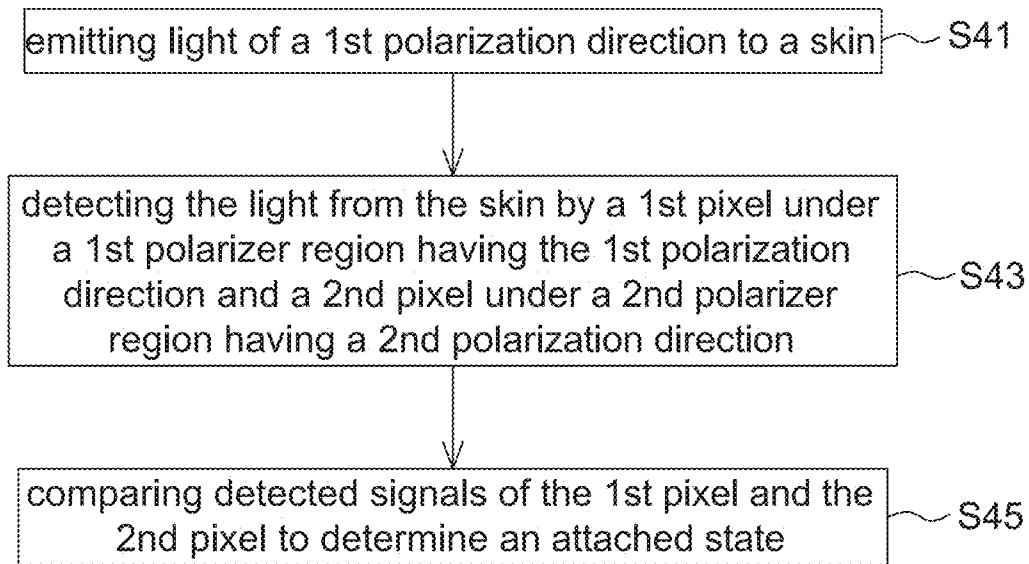 emitting light of a 1st polarization direction to a skin
S41
detecting the light from the skin by a 1st pixel under
a 1st polarizer region having the 1st polarization
direction and a 2nd pixel under a 2nd polarizer
region having a 2nd polarization direction
S43
comparing detected signals of the 1st pixel and the
2nd pixel to determine an attached state
S45